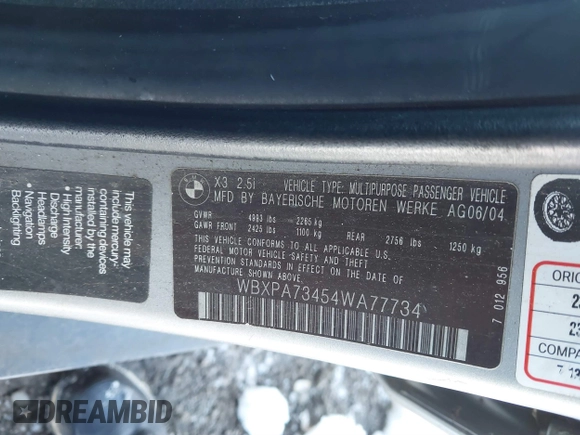 This vehicle may
include mercury-
containing devices
installed by the
manufacturer:
• High Intensity
Discharge
Headlamps
• Navigation
Backlighting
BMW
X3 2.5i
VEHICLE TYPE: MULTIPURPOSE PASSENGER VEHICLE
MFD BY BAYERISCHE MOTOREN WERKE AG06/04
GVWR 4993 lbs 2265 kg
GAWR FRONT 2425 lbs 1100 kg REAR 2756 lbs 1250 kg
THIS VEHICLE CONFORMS TO ALL APPLICABLE U.S.
FEDERAL MOTOR VEHICLE-SAFETY AND THEFT
PREVENTION STANDARDS IN EFFECT ON THE DATE OF
MANUFACTURE SHOWN ABOVE.
WBXPA73454WA77734
7 012 956
ORIG
23
COMPA
DREAMBID